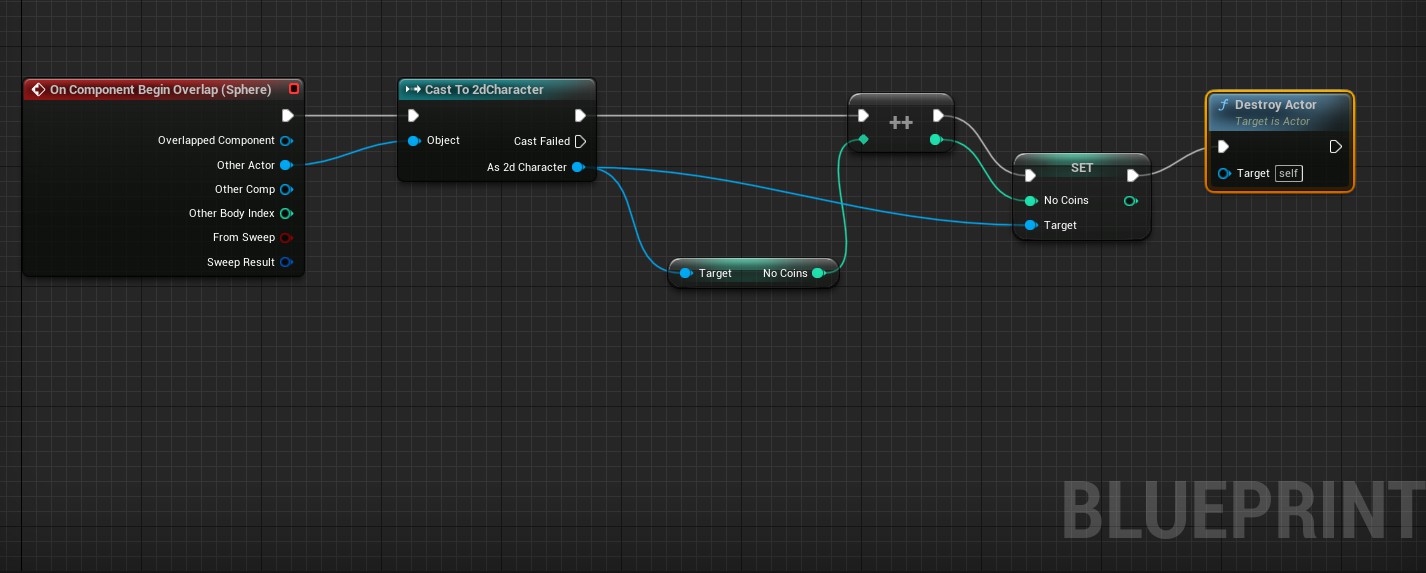 On Component Begin Overlap (Sphere)
Overlapped Component
Other Actor
Other Comp
Other Body Index
From Sweep
Sweep Result
Cast To 2dCharacter
Object
Cast Failed
As 2d Character
Target No Coins
++
SET
No Coins
Target
f Destroy Actor
Target is Actor
Target self
BLUEPRINT